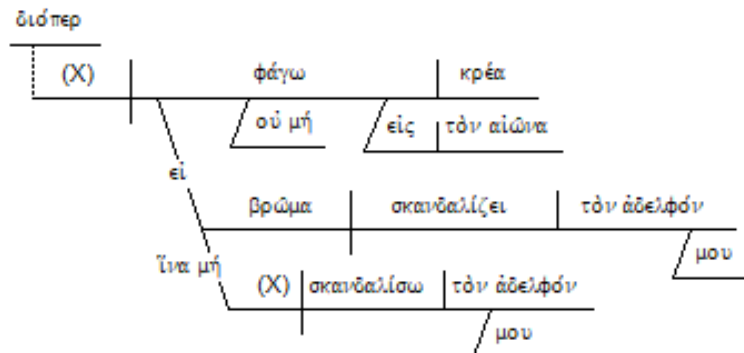 διόπερ
(X) φάγω κρέα
οὐ μή εἰς τὸν αἰῶνα
εἰ
βρῶμα σκανδαλίζει τὸν ἀδελφόν
μου
ἵνα μή
(X) σκανδαλίσω τὸν ἀδελφόν
μου